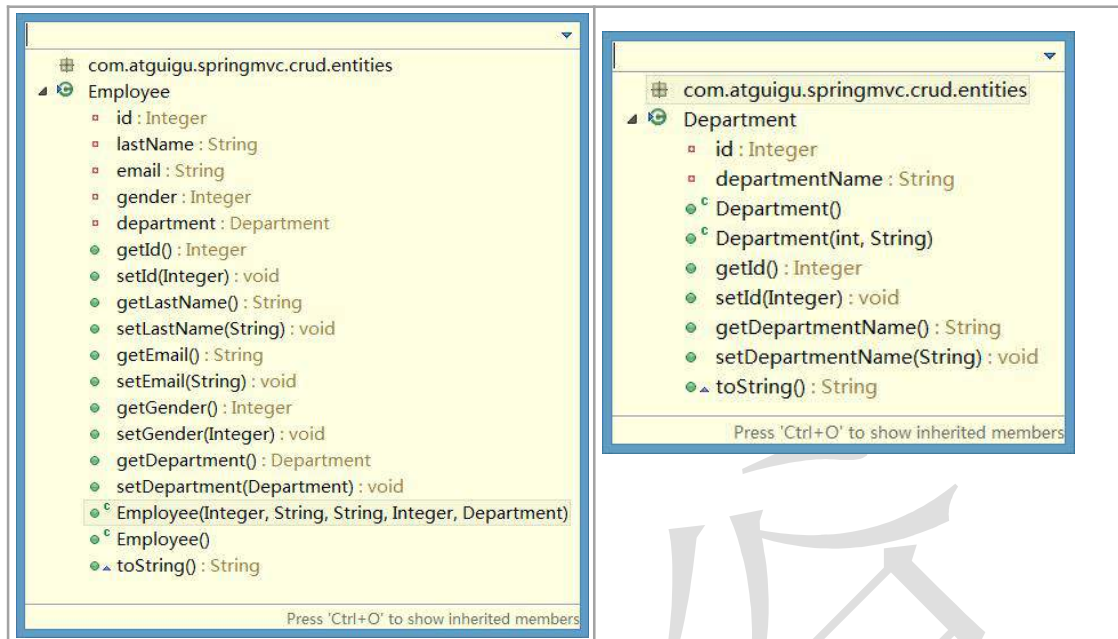 com.atguigu.springmvc.crud.entities
Employee
id : Integer
lastName : String
email : String
gender : Integer
department : Department
getId() : Integer
setId(Integer) : void
getLastName() : String
setLastName(String) : void
getEmail() : String
setEmail(String) : void
getGender() : Integer
setGender(Integer) : void
getDepartment() : Department
setDepartment(Department) : void
Employee(Integer, String, String, Integer, Department)
Employee()
toString() : String
Press 'Ctrl+O' to show inherited members
com.atguigu.springmvc.crud.entities
Department
id : Integer
departmentName : String
Department()
Department(int, String)
getId() : Integer
setId(Integer) : void
getDepartmentName() : String
setDepartmentName(String) : void
toString() : String
Press 'Ctrl+O' to show inherited members